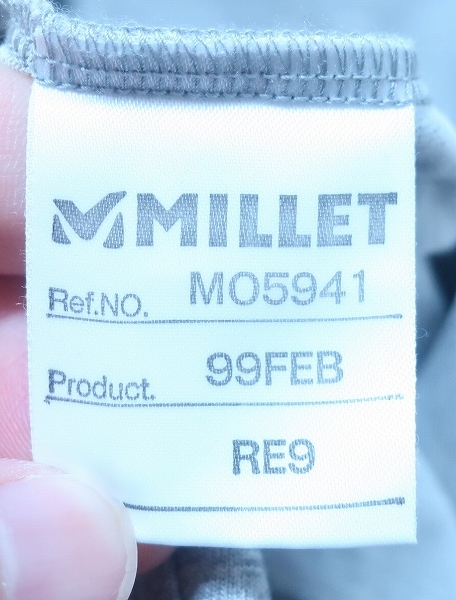 MILLET
Ref.NO. MO5941
Product. 99FEB
RE9